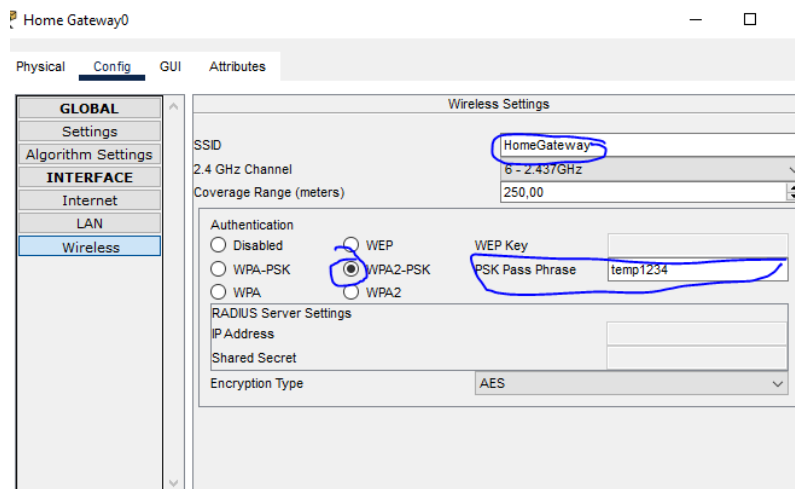 Home Gateway0
Physical Config GUI Attributes
GLOBAL
Settings
Algorithm Settings
INTERFACE
Internet
LAN
Wireless
Wireless Settings
SSID HomeGateway
2.4 GHz Channel 6 - 2.437GHz
Coverage Range (meters) 250,00
Authentication
Disabled WEP WEP Key
WPA-PSK WPA2-PSK PSK Pass Phrase temp1234
WPA WPA2
RADIUS Server Settings
IP Address
Shared Secret
Encryption Type AES